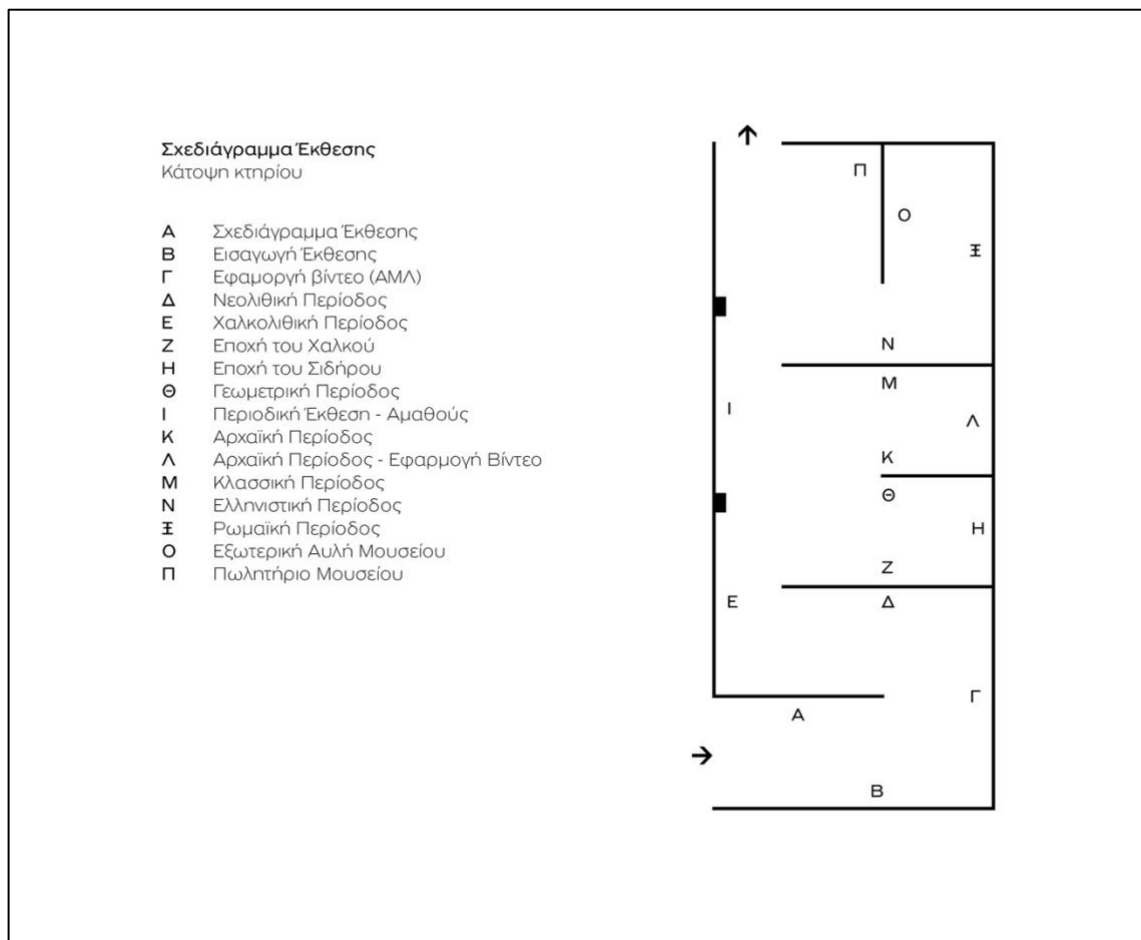 Σχεδιάγραμμα Έκθεσης
Κάτοψη κτηρίου
Α Σχεδιάγραμμα Έκθεσης
Β Εισαγωγή Έκθεσης
Γ Εφαμοργή βίντεο (ΑΜΛ)
Δ Νεολιθική Περίοδος
Ε Χαλκολιθική Περίοδος
Ζ Εποχή του Χαλκού
Η Εποχή του Σιδήρου
Θ Γεωμετρική Περίοδος
Ι Περιοδική Έκθεση - Αμαθούς
Κ Αρχαϊκή Περίοδος
Λ Αρχαϊκή Περίοδος - Εφαρμογή Βίντεο
Μ Κλασσική Περίοδος
Ν Ελληνιστική Περίοδος
Ξ Ρωμαϊκή Περίοδος
Ο Εξωτερική Αυλή Μουσείου
Π Πωλητήριο Μουσείου
Π
Ο
Ξ
Ν
Μ
Ι
Λ
Κ
Θ
Η
Ζ
Ε
Δ
Γ
Α
Β